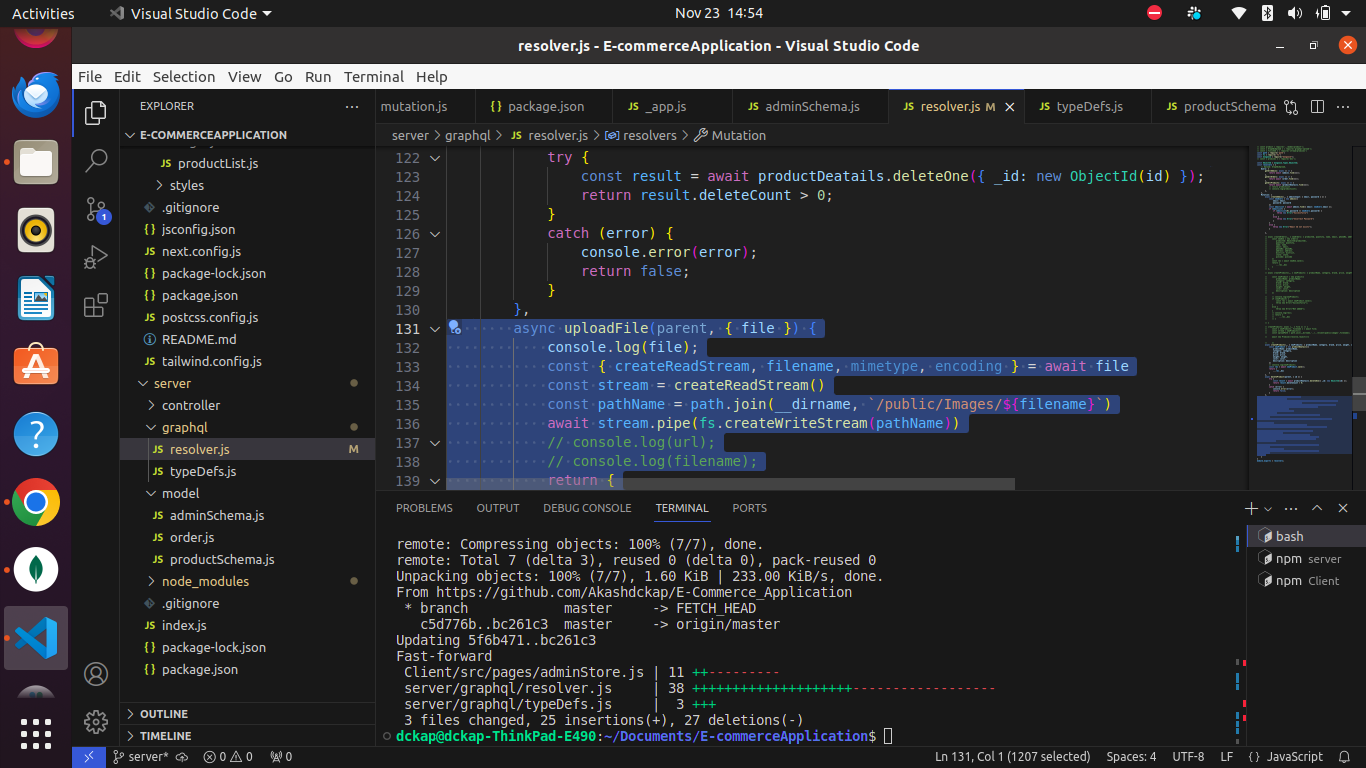 Activities
Visual Studio Code
Nov 23 14:54
resolver.js - E-commerceApplication - Visual Studio Code
File Edit Selection View Go Run Terminal Help
EXPLORER
mutation.js
package.json
_app.js
adminSchema.js
resolver.js M
typeDefs.js
productSchema
E-COMMERCEAPPLICATION
productList.js
styles
.gitignore
jsconfig.json
next.config.js
package-lock.json
package.json
postcss.config.js
README.md
tailwind.config.js
server
controller
graphql
resolver.js M
typeDefs.js
model
adminSchema.js
order.js
productSchema.js
node_modules
.gitignore
index.js
package-lock.json
package.json
OUTLINE
TIMELINE
server > graphql > JS resolver.js > resolvers > Mutation
122 try {
123 const result = await productDeatails.deleteOne({ _id: new ObjectId(id) });
124 return result.deleteCount > 0;
125 }
126 catch (error) {
127 console.error(error);
128 return false;
129 }
130 },
131 async uploadFile(parent, { file }) {
132 console.log(file);
133 const { createReadStream, filename, mimetype, encoding } = await file
134 const stream = createReadStream()
135 const pathName = path.join(__dirname, `/public/Images/${filename}`)
136 await stream.pipe(fs.createWriteStream(pathName))
137 // console.log(url);
138 // console.log(filename);
139 return {
PROBLEMS OUTPUT DEBUG CONSOLE TERMINAL PORTS
remote: Compressing objects: 100% (7/7), done.
remote: Total 7 (delta 3), reused 0 (delta 0), pack-reused 0
Unpacking objects: 100% (7/7), 1.60 KiB | 233.00 KiB/s, done.
From https://github.com/Akashdckap/E-Commerce_Application
* branch master -> FETCH_HEAD
c5d776b..bc261c3 master -> origin/master
Updating 5f6b471..bc261c3
Fast-forward
Client/src/pages/adminStore.js | 11 ++---------
server/graphql/resolver.js | 38 ++++++++++++++++++++------------------
server/graphql/typeDefs.js | 3 +++
3 files changed, 25 insertions(+), 27 deletions(-)
dckap@dckap-ThinkPad-E490:~/Documents/E-commerceApplication$
bash
npm server
npm Client
server* 0 0 0
Ln 131, Col 1 (1207 selected) Spaces: 4 UTF-8 LF {} JavaScript